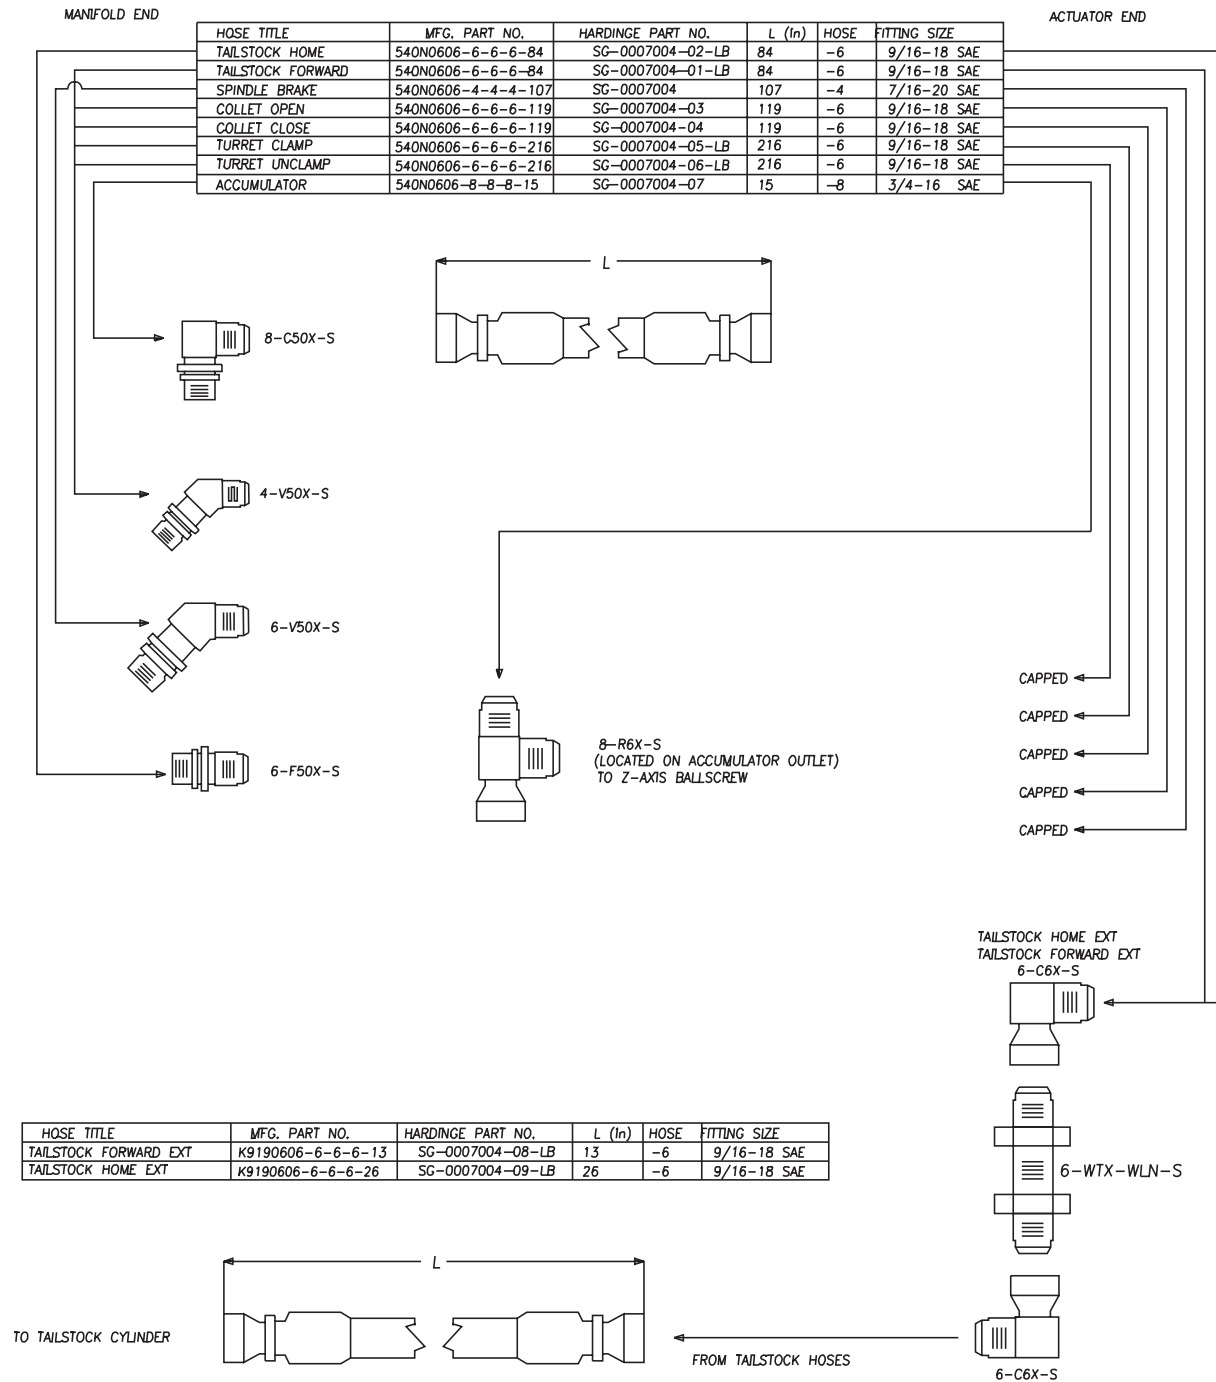 MANIFOLD END
ACTUATOR END
HOSE TITLE MFG. PART NO. HARDINGE PART NO. L (In) HOSE FITTING SIZE
TAILSTOCK HOME 540N0606-6-6-6-84 SG-0007004-02-LB 84 -6 9/16-18 SAE
TAILSTOCK FORWARD 540N0606-6-6-6-84 SG-0007004-01-LB 84 -6 9/16-18 SAE
SPINDLE BRAKE 540N0606-4-4-4-107 SG-0007004 107 -4 7/16-20 SAE
COLLET OPEN 540N0606-6-6-6-119 SG-0007004-03 119 -6 9/16-18 SAE
COLLET CLOSE 540N0606-6-6-6-119 SG-0007004-04 119 -6 9/16-18 SAE
TURRET CLAMP 540N0606-6-6-6-216 SG-0007004-05-LB 216 -6 9/16-18 SAE
TURRET UNCLAMP 540N0606-6-6-6-216 SG-0007004-06-LB 216 -6 9/16-18 SAE
ACCUMULATOR 540N0606-8-8-8-15 SG-0007004-07 15 -8 3/4-16 SAE
L
8-C50X-S
4-V50X-S
6-V50X-S
6-F50X-S
8-R6X-S
(LOCATED ON ACCUMULATOR OUTLET)
TO Z-AXIS BALLSCREW
CAPPED
CAPPED
CAPPED
CAPPED
CAPPED
TAILSTOCK HOME EXT
TAILSTOCK FORWARD EXT
6-C6X-S
HOSE TITLE MFG. PART NO. HARDINGE PART NO. L (In) HOSE FITTING SIZE
TAILSTOCK FORWARD EXT K9190606-6-6-6-13 SG-0007004-08-LB 13 -6 9/16-18 SAE
TAILSTOCK HOME EXT K9190606-6-6-6-26 SG-0007004-09-LB 26 -6 9/16-18 SAE
6-WTX-WLN-S
L
TO TAILSTOCK CYLINDER
FROM TAILSTOCK HOSES
6-C6X-S